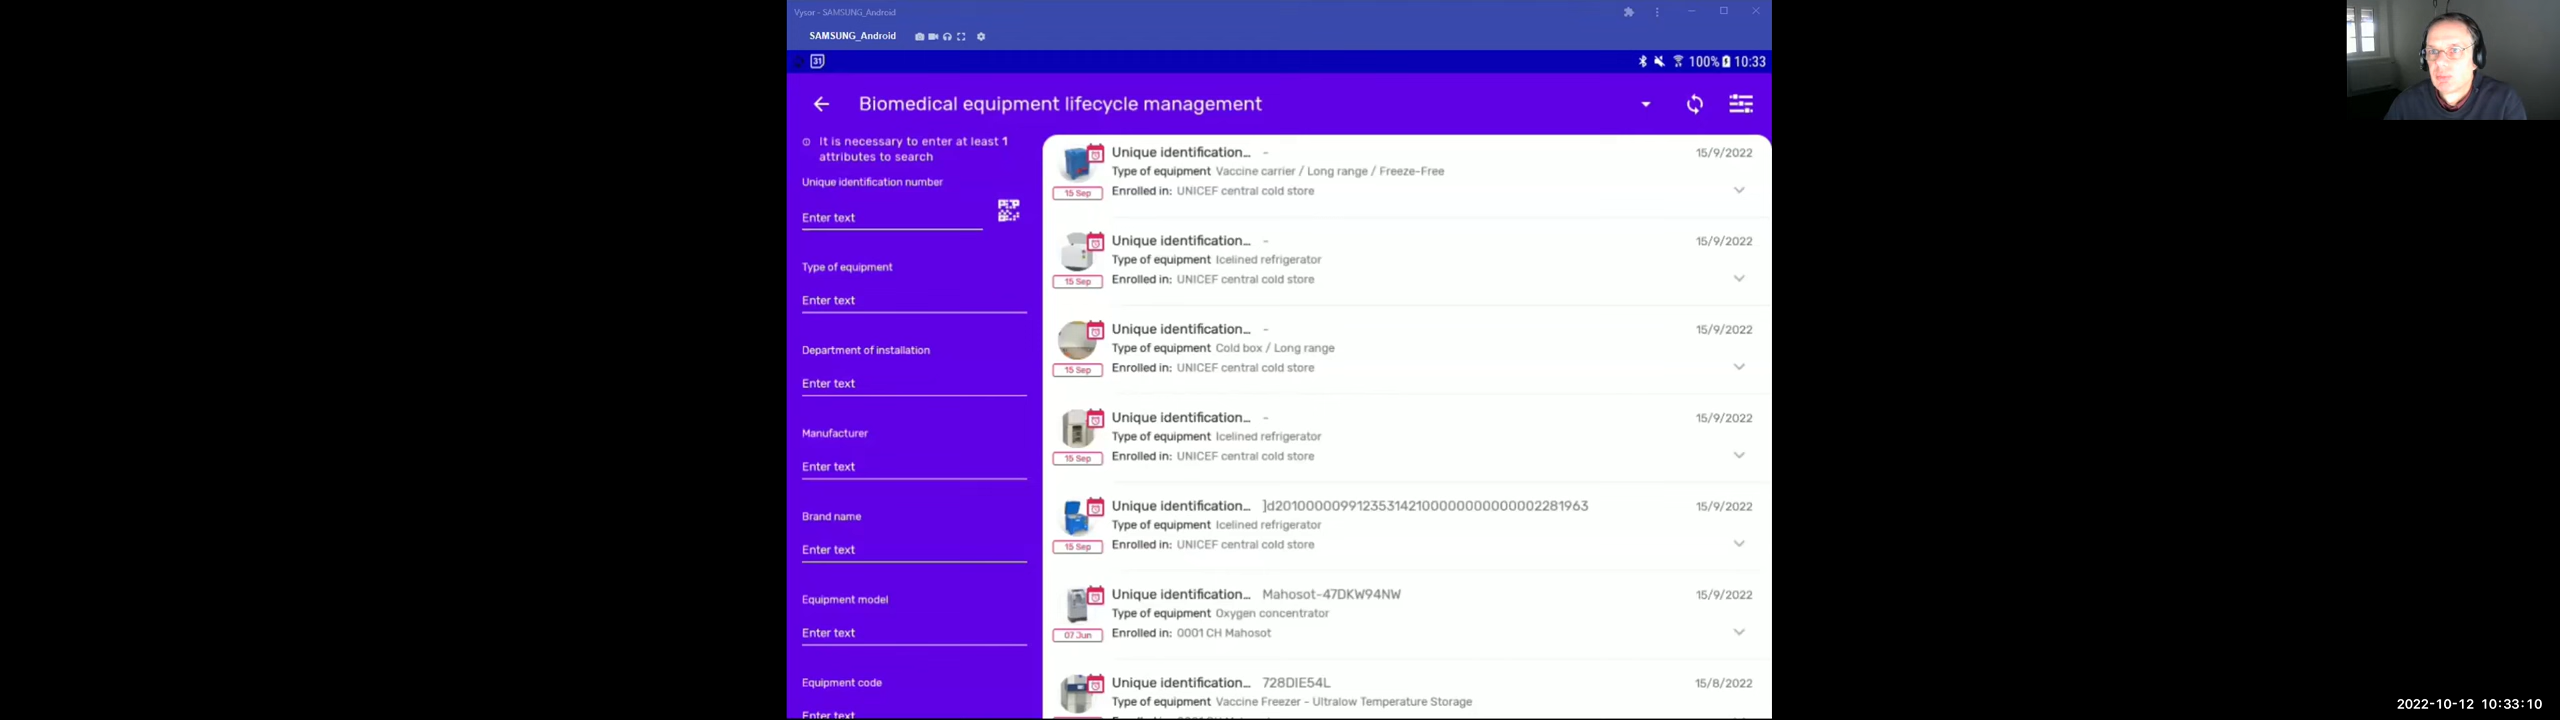 Vysor - SAMSUNG_Android
SAMSUNG_Android
31
100% 10:33
Biomedical equipment lifecycle management
It is necessary to enter at least 1
attributes to search
Unique identification number
Enter text
Type of equipment
Enter text
Department of installation
Enter text
Manufacturer
Enter text
Brand name
Enter text
Equipment model
Enter text
Equipment code
Enter text
Unique identification... - 15/9/2022
Type of equipment Vaccine carrier / Long range / Freeze-Free
15 Sep Enrolled in: UNICEF central cold store
Unique identification... - 15/9/2022
Type of equipment Icelined refrigerator
15 Sep Enrolled in: UNICEF central cold store
Unique identification... - 15/9/2022
Type of equipment Cold box / Long range
15 Sep Enrolled in: UNICEF central cold store
Unique identification... - 15/9/2022
Type of equipment Icelined refrigerator
15 Sep Enrolled in: UNICEF central cold store
Unique identification... 15/9/2022
Type of equipment Icelined refrigerator
15 Sep Enrolled in: UNICEF central cold store
Unique identification... Mahosot-47DKW94NW 15/9/2022
Type of equipment Oxygen concentrator
07 Jun Enrolled in: 0001 CH Mahosot
Unique identification... 728DIE54L 15/8/2022
Type of equipment Vaccine Freezer - Ultralow Temperature Storage
2022-10-12 10:33:10